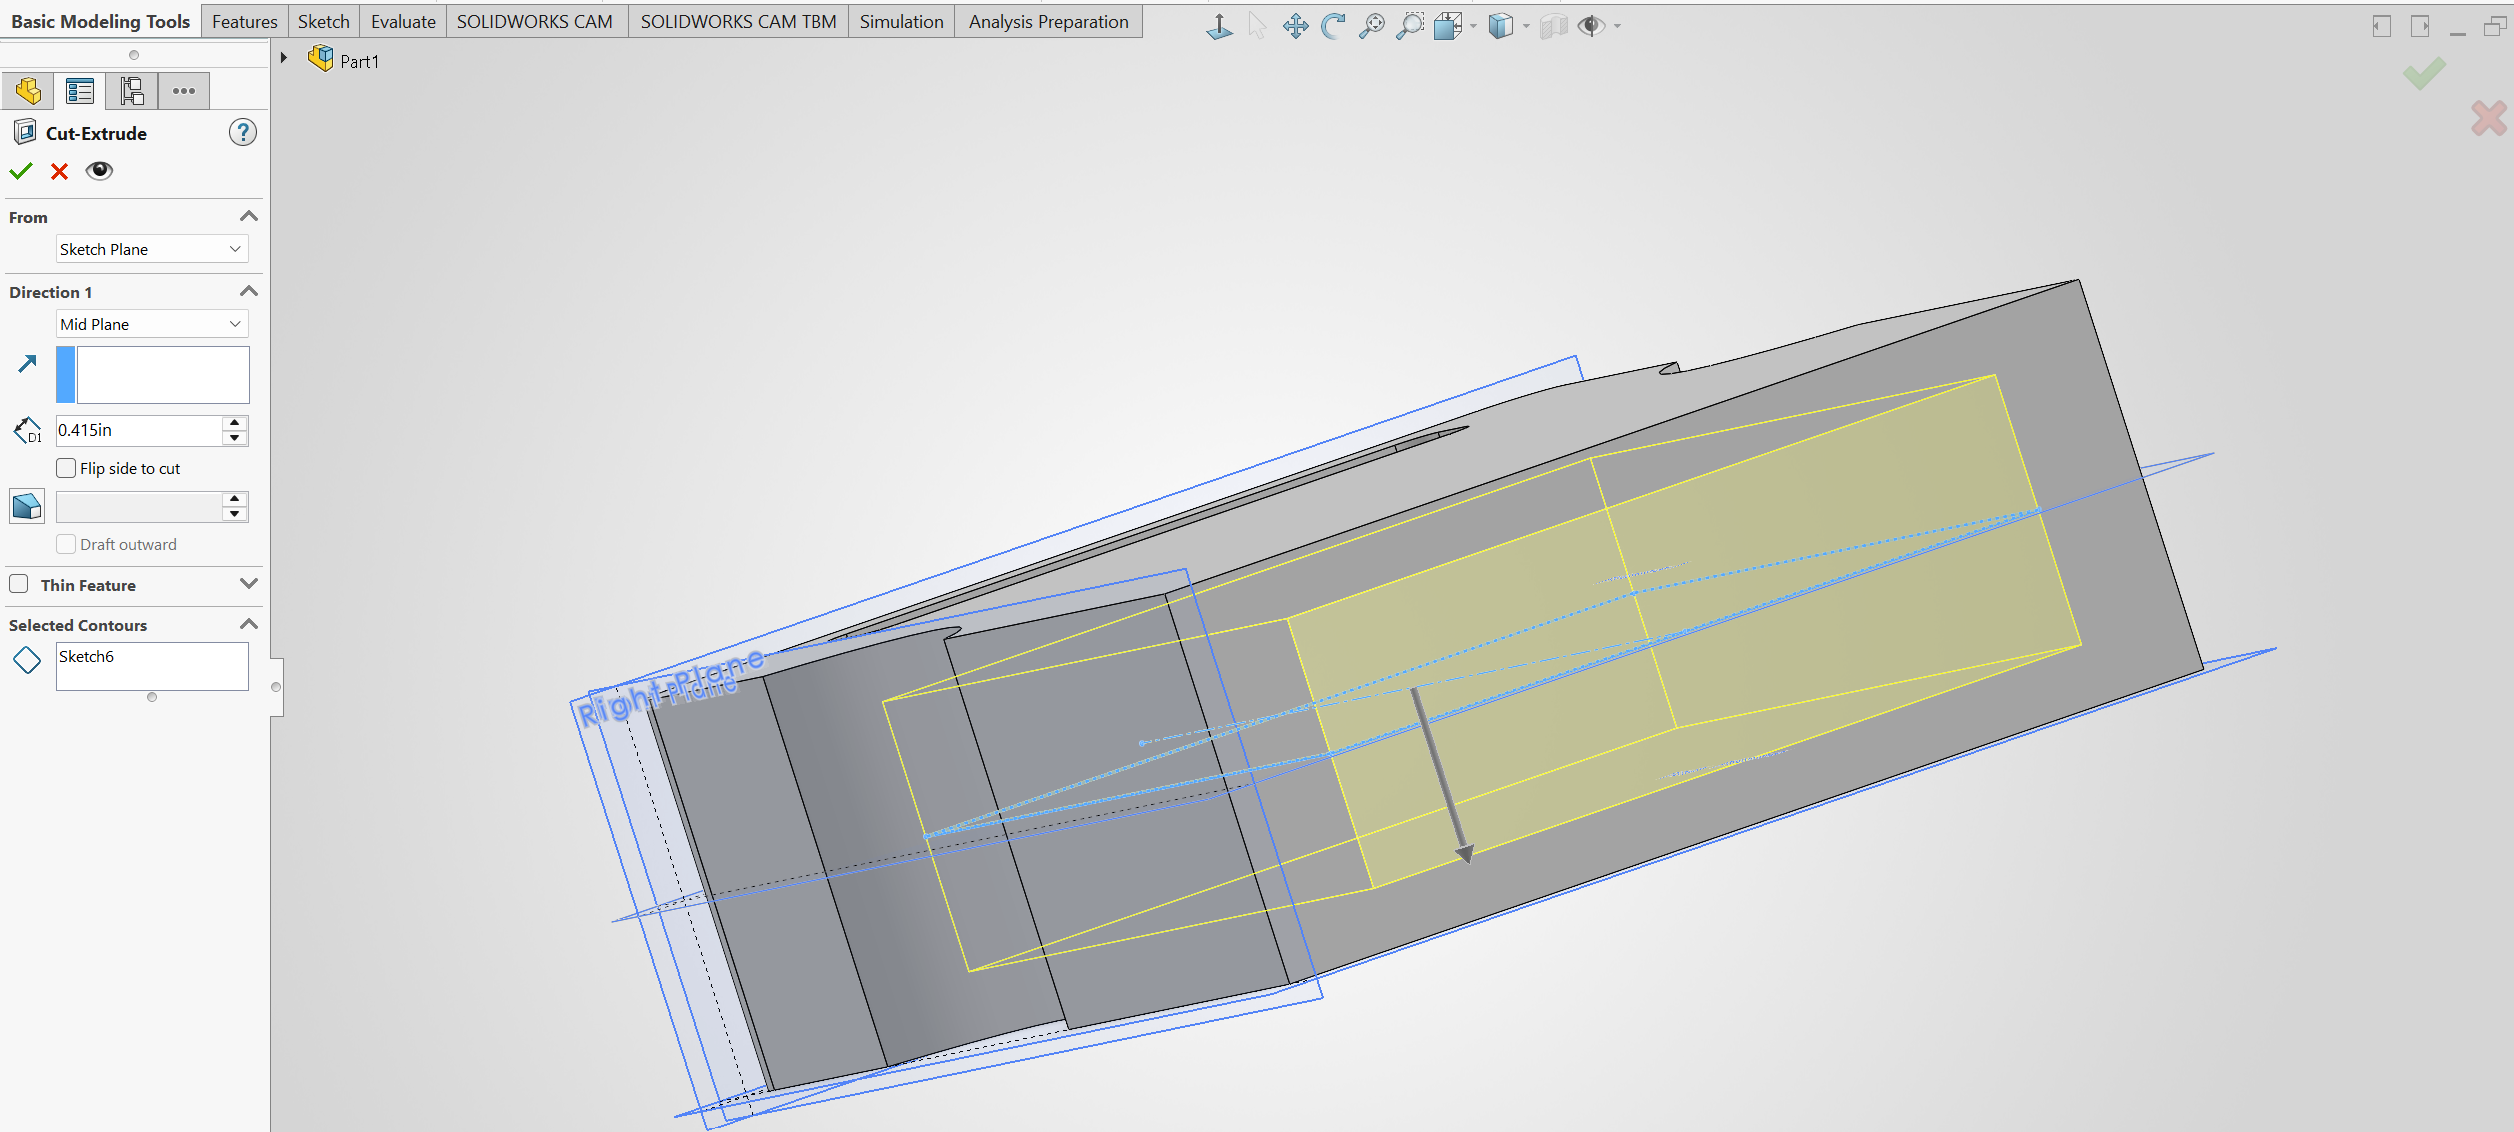 Basic Modeling Tools
Features
Sketch
Evaluate
SOLIDWORKS CAM
SOLIDWORKS CAM TBM
Simulation
Analysis Preparation
Part1
Cut-Extrude
?
From
Sketch Plane
Direction 1
Mid Plane
D1
0.415in
Flip side to cut
Draft outward
Thin Feature
Selected Contours
Sketch6
Right Plane
Plane